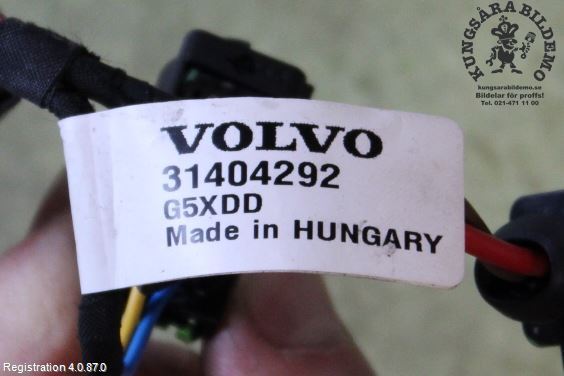 KUNGSÅRA BILDEMO
kungsarabildemo.se
Bildelar för proffs!
Tel. 021-471 11 00
VOLVO
31404292
G5XDD
Made in HUNGARY
Registration 4.0.87.0